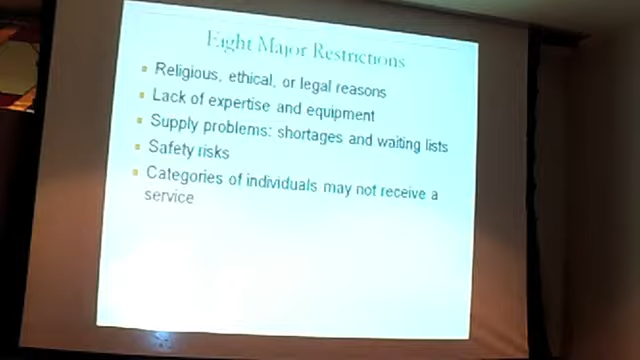 Eight Major Restrictions
Religious, ethical, or legal reasons
Lack of expertise and equipment
Supply problems: shortages and waiting lists
Safety risks
Categories of individuals may not receive a
service